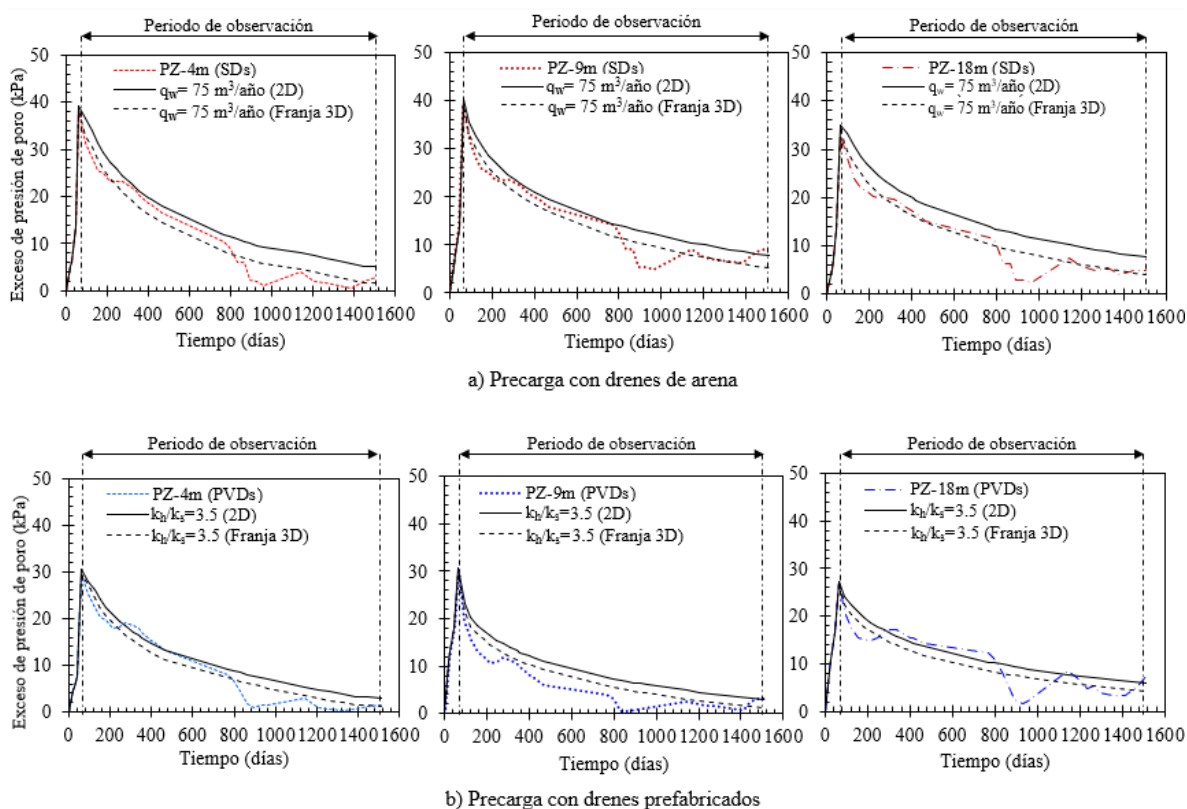 Periodo de observación
Periodo de observación
Periodo de observación
Exceso de presión de poro (kPa)
50
40
30
20
10
0
PZ-4m (SDs)
qw= 75 m³/año (2D)
qw= 75 m³/año (Franja 3D)
0 200 400 600 800 1000 1200 1400 1600
Tiempo (días)
50
40
30
20
10
0
PZ-9m (SDs)
qw= 75 m³/año (2D)
qw= 75 m³/año (Franja 3D)
0 200 400 600 800 1000 1200 1400 1600
Tiempo (días)
50
40
30
20
10
0
PZ-18m (SDs)
qw= 75 m³/año (2D)
qw= 75 m³/año (Franja 3D)
0 200 400 600 800 1000 1200 1400 1600
Tiempo (días)
a) Precarga con drenes de arena
Periodo de observación
Periodo de observación
Periodo de observación
Exceso de presión de poro (kPa)
50
40
30
20
10
0
PZ-4m (PVDs)
kh/ks=3.5 (2D)
kh/ks=3.5 (Franja 3D)
0 200 400 600 800 1000 1200 1400 1600
Tiempo (días)
50
40
30
20
10
0
PZ-9m (PVDs)
kh/ks=3.5 (2D)
kh/ks=3.5 (Franja 3D)
0 200 400 600 800 1000 1200 1400 1600
Tiempo (días)
50
40
30
20
10
0
PZ-18m (PVDs)
kh/ks=3.5 (2D)
kh/ks=3.5 (Franja 3D)
0 200 400 600 800 1000 1200 1400 1600
Tiempo (días)
b) Precarga con drenes prefabricados